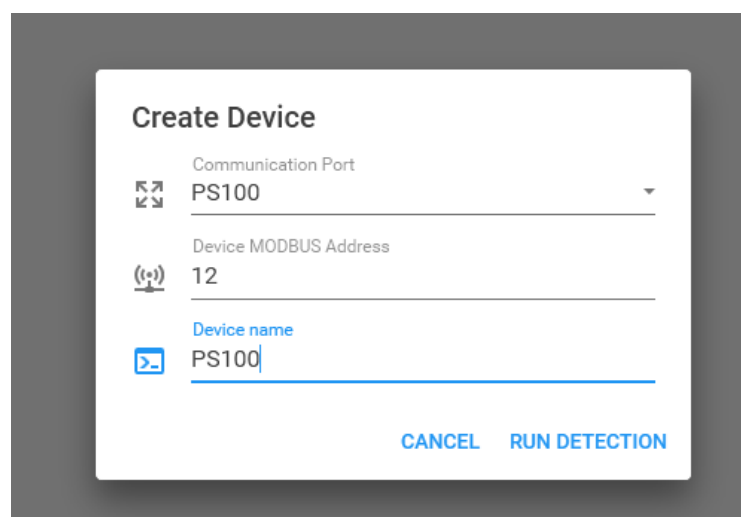 Create Device
Communication Port
PS100
Device MODBUS Address
12
Device name
PS100
CANCEL RUN DETECTION